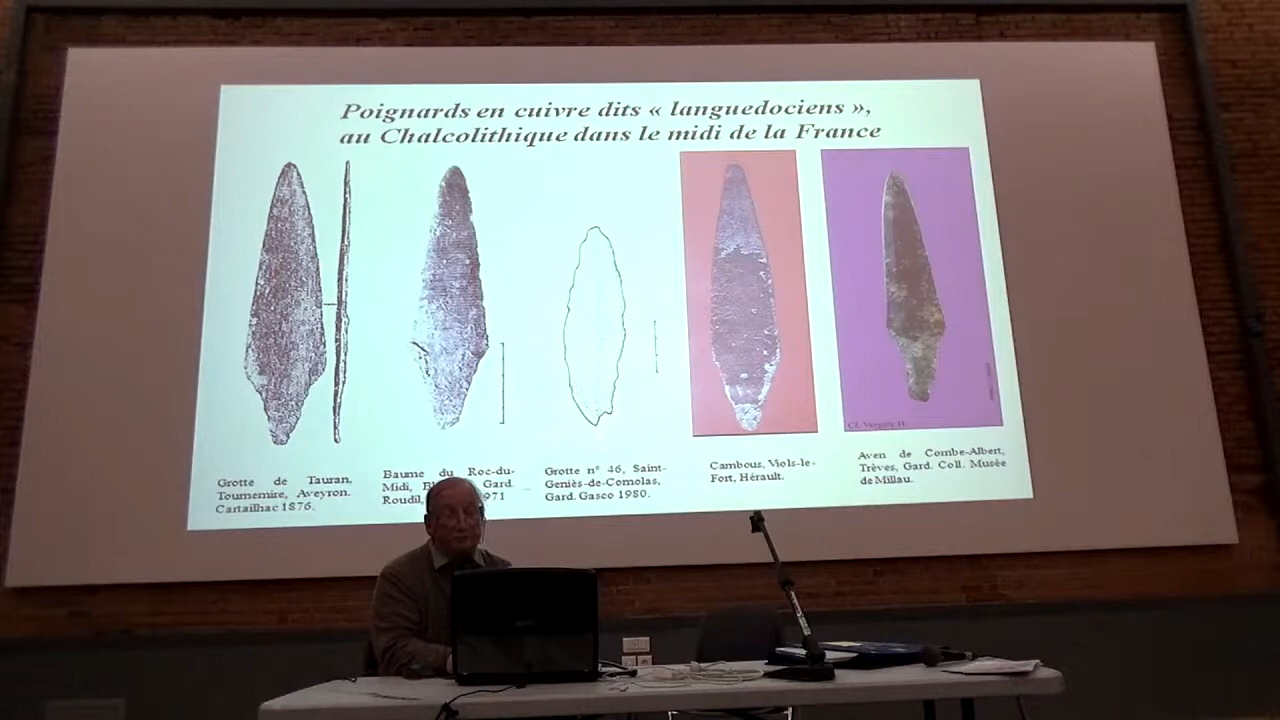 Poignards en cuivre dits « languedociens »,
au Chalcolithique dans le midi de la France
Grotte de Tauran,
Tournemire, Aveyron.
Cartailhac 1876.
Baume du Roc-du-
Midi, Gard.
Roudil, 971
Grotte n° 46, Saint-
Geniès-de-Comolas,
Gard. Gasco 1980.
Cambous, Viols-le-
Fort, Hérault.
Aven de Combe-Albert,
Trèves, Gard. Coll. Musée
de Millau.